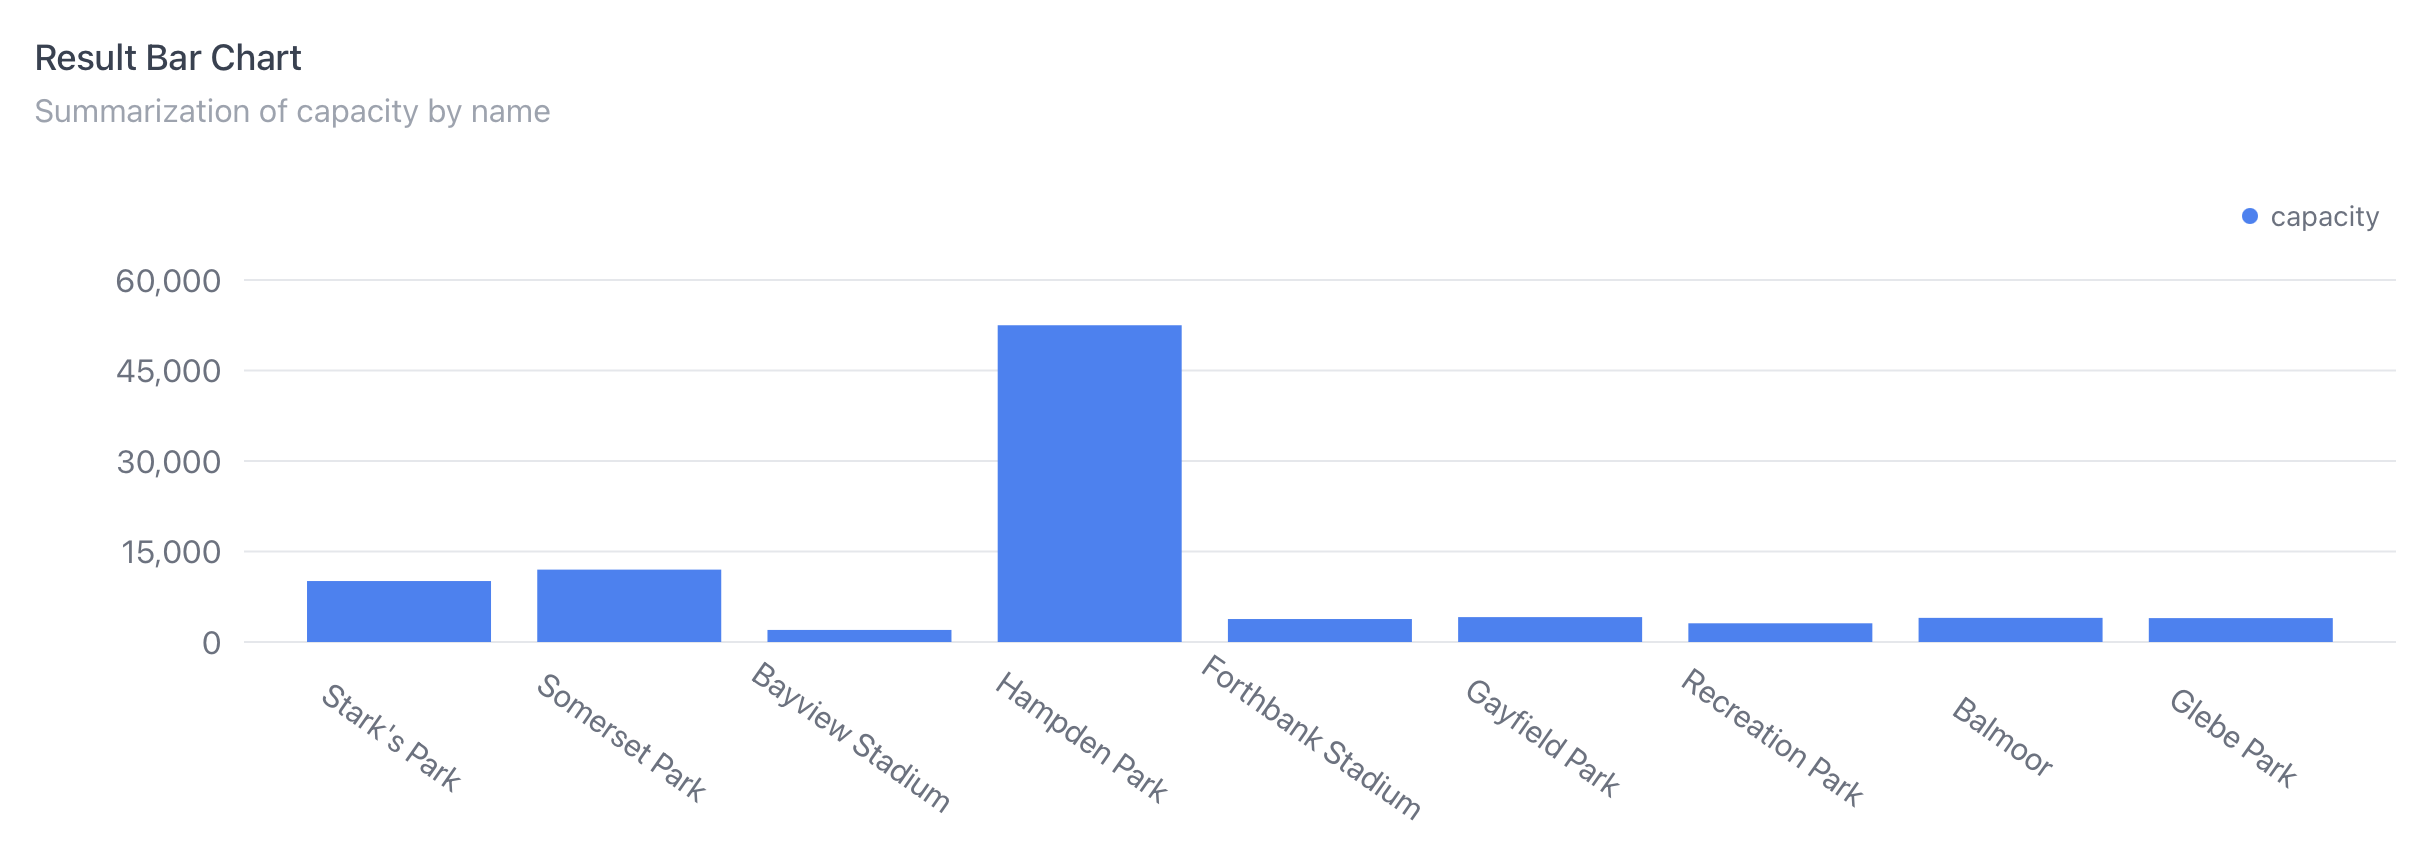 Result Bar Chart
Summarization of capacity by name
capacity
60,000
45,000
30,000
15,000
0
Stark's Park
Somerset Park
Bayview Stadium
Hampden Park
Forthbank Stadium
Gayfield Park
Recreation Park
Balmoor
Glebe Park